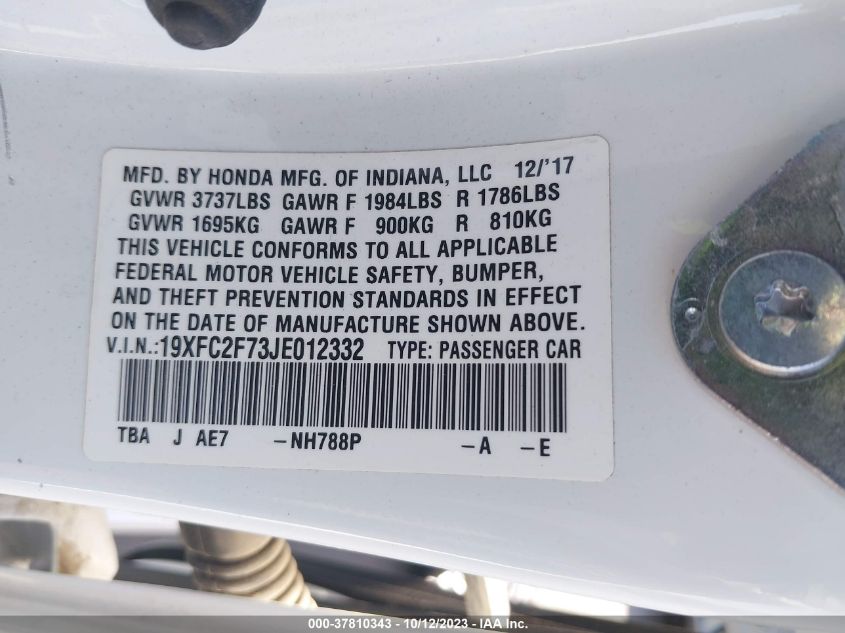 MFD. BY HONDA MFG. OF INDIANA, LLC 12/'17
GVWR 3737LBS GAWR F 1984LBS R 1786LBS
GVWR 1695KG GAWR F 900KG R 810KG
THIS VEHICLE CONFORMS TO ALL APPLICABLE
FEDERAL MOTOR VEHICLE SAFETY, BUMPER,
AND THEFT PREVENTION STANDARDS IN EFFECT
ON THE DATE OF MANUFACTURE SHOWN ABOVE.
V.I.N.:19XFC2F73JE012332 TYPE: PASSENGER CAR
TBA J AE7 -NH788P -A -E
000-37810343 - 10/12/2023 - IAA Inc.